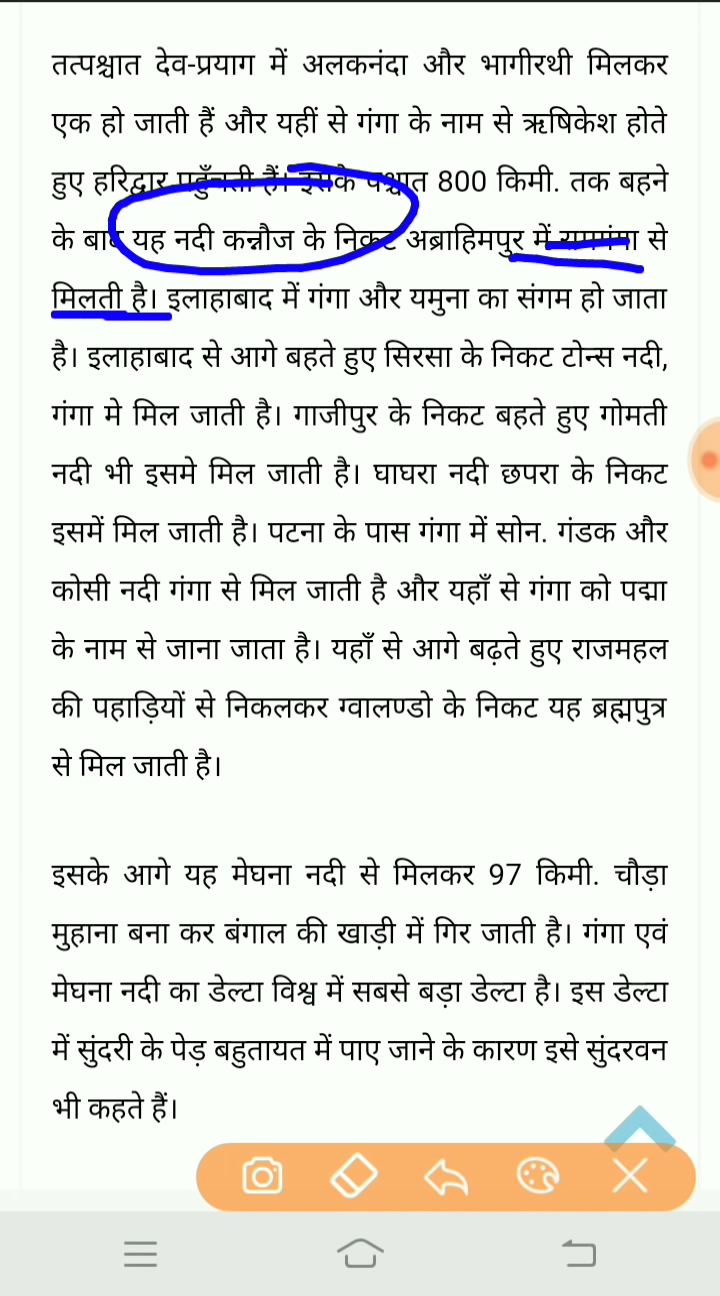 तत्पश्चात देव-प्रयाग में अलकनंदा और भागीरथी मिलकर
एक हो जाती हैं और यहीं से गंगा के नाम से ऋषिकेश होते
हुए हरिद्वार पहुँचती हैं। इसके पश्चात 800 किमी. तक बहने
के बाद यह नदी कन्नौज के निकट अब्राहिमपुर में रामगंगा से
मिलती है। इलाहाबाद में गंगा और यमुना का संगम हो जाता
है। इलाहाबाद से आगे बहते हुए सिरसा के निकट टोन्स नदी,
गंगा मे मिल जाती है। गाजीपुर के निकट बहते हुए गोमती
नदी भी इसमे मिल जाती है। घाघरा नदी छपरा के निकट
इसमें मिल जाती है। पटना के पास गंगा में सोन. गंडक और
कोसी नदी गंगा से मिल जाती है और यहाँ से गंगा को पद्मा
के नाम से जाना जाता है। यहाँ से आगे बढ़ते हुए राजमहल
की पहाड़ियों से निकलकर ग्वालण्डो के निकट यह ब्रह्मपुत्र
से मिल जाती है।
इसके आगे यह मेघना नदी से मिलकर 97 किमी. चौड़ा
मुहाना बना कर बंगाल की खाड़ी में गिर जाती है। गंगा एवं
मेघना नदी का डेल्टा विश्व में सबसे बड़ा डेल्टा है। इस डेल्टा
में सुंदरी के पेड़ बहुतायत में पाए जाने के कारण इसे सुंदरवन
भी कहते हैं।